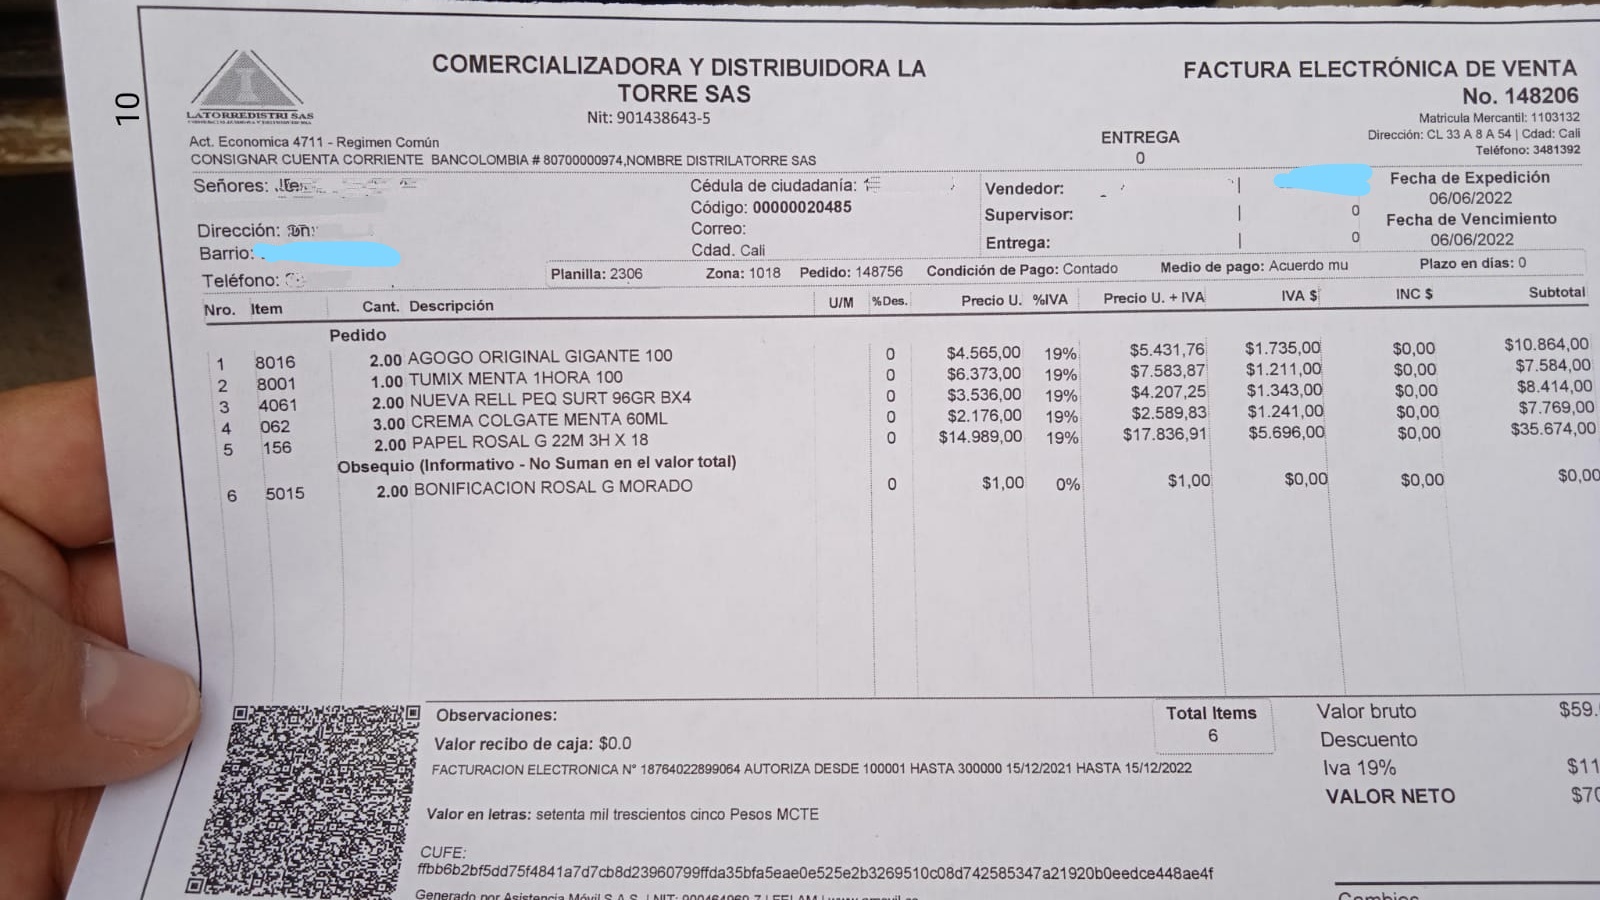 10
LATORREDISTRI SAS
COMERCIALIZADORA Y DISTRIBUIDORA LA
TORRE SAS
Nit: 901438643-5
FACTURA ELECTRÓNICA DE VENTA
No. 148206
Matricula Mercantil: 1103132
Dirección: CL 33 A 8 A 54 | Cdad: Cali
Teléfono: 3481392
Act. Economica 4711 - Regimen Común
CONSIGNAR CUENTA CORRIENTE BANCOLOMBIA # 80700000974,NOMBRE DISTRILATORRE SAS
ENTREGA
0
Señores:
Dirección:
Barrio:
Teléfono:
Cédula de ciudadanía:
Código: 00000020485
Correo:
Cdad. Cali
Vendedor: |
Supervisor: | 0
Entrega: | 0
Fecha de Expedición
06/06/2022
Fecha de Vencimiento
06/06/2022
Planilla: 2306 Zona: 1018 Pedido: 148756 Condición de Pago: Contado Medio de pago: Acuerdo mu Plazo en dias: 0
Nro. Item Cant. Descripción U/M %Des. Precio U. %IVA Precio U. + IVA IVA $ INC $ Subtotal
Pedido
1 8016 2.00 AGOGO ORIGINAL GIGANTE 100 0 $4.565,00 19% $5.431,76 $1.735,00 $0,00 $10.864,00
2 8001 1.00 TUMIX MENTA 1HORA 100 0 $6.373,00 19% $7.583,87 $1.211,00 $0,00 $7.584,00
3 4061 2.00 NUEVA RELL PEQ SURT 96GR BX4 0 $3.536,00 19% $4.207,25 $1.343,00 $0,00 $8.414,00
4 062 3.00 CREMA COLGATE MENTA 60ML 0 $2.176,00 19% $2.589,83 $1.241,00 $0,00 $7.769,00
5 156 2.00 PAPEL ROSAL G 22M 3H X 18 0 $14.989,00 19% $17.836,91 $5.696,00 $0,00 $35.674,00
Obsequio (Informativo - No Suman en el valor total)
6 5015 2.00 BONIFICACION ROSAL G MORADO 0 $1,00 0% $1,00 $0,00 $0,00 $0,00
Observaciones:
Valor recibo de caja: $0.0
Total Items
6
Valor bruto $59.
Descuento
Iva 19% $11
VALOR NETO $70
FACTURACION ELECTRONICA N° 18764022899064 AUTORIZA DESDE 100001 HASTA 300000 15/12/2021 HASTA 15/12/2022
Valor en letras: setenta mil trescientos cinco Pesos MCTE
CUFE:
ffbb6b2bf5dd75f4841a7d7cb8d23960799ffda35bfa5eae0e525e2b3269510c08d742585347a21920b0eedce448ae4f
Generado por Asistencia Móvil S.A.S.